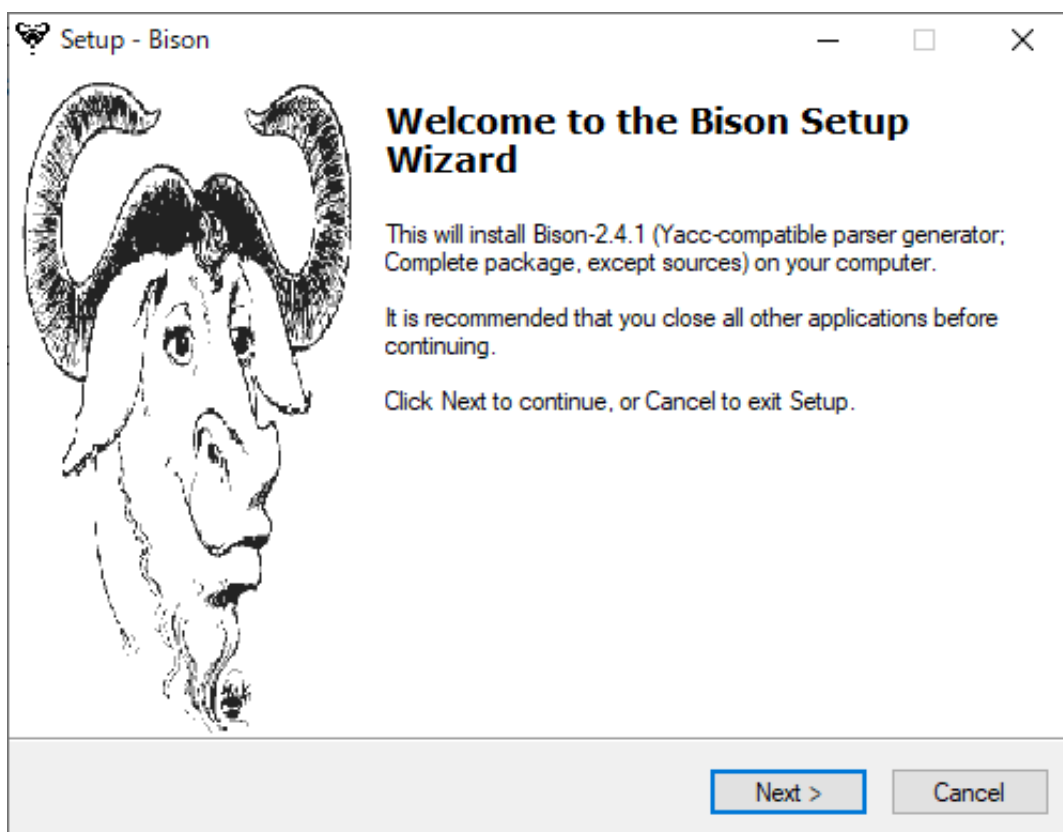 Setup - Bison
Welcome to the Bison Setup
Wizard
This will install Bison-2.4.1 (Yacc-compatible parser generator;
Complete package, except sources) on your computer.
It is recommended that you close all other applications before
continuing.
Click Next to continue, or Cancel to exit Setup.
Next >
Cancel